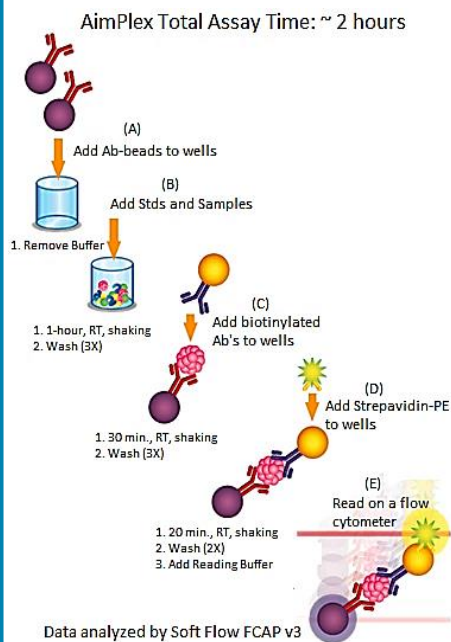 AimPlex Total Assay Time: ~ 2 hours
(A)
Add Ab-beads to wells
(B)
Add Stds and Samples
1. Remove Buffer
1. 1-hour, RT, shaking
2. Wash (3X)
(C)
Add biotinylated
Ab's to wells
1. 30 min., RT, shaking
2. Wash (3X)
(D)
Add Strepavidin-PE
to wells
1. 20 min., RT, shaking
2. Wash (2X)
3. Add Reading Buffer
(E)
Read on a flow
cytometer
Data analyzed by Soft Flow FCAP v3